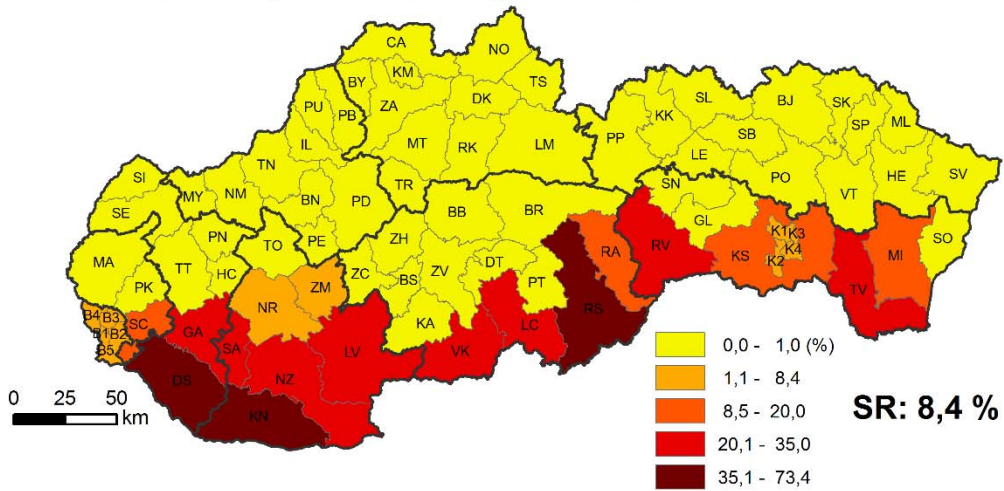 CA
NO
BY
KM
TS
PU
PB
ZA
DK
IL
MT
RK
LM
PP
KK
SL
BJ
SK
SP
ML
SB
LE
PO
VT
HE
SV
SI
MY
NM
TN
BN
PD
TR
SE
PN
TO
PE
BB
BR
SN
GL
MA
TT
HC
PK
ZH
ZC
BS
ZV
DT
PT
KA
RA
RV
KS
K1
K3
K4
K2
MI
SO
TV
NR
ZM
B4
B3
B1
B2
B5
SC
GA
SA
LV
NZ
VK
LC
RS
DS
KN
0 25 50
km
0,0 - 1,0 (%)
1,1 - 8,4
8,5 - 20,0
20,1 - 35,0
35,1 - 73,4
SR: 8,4 %